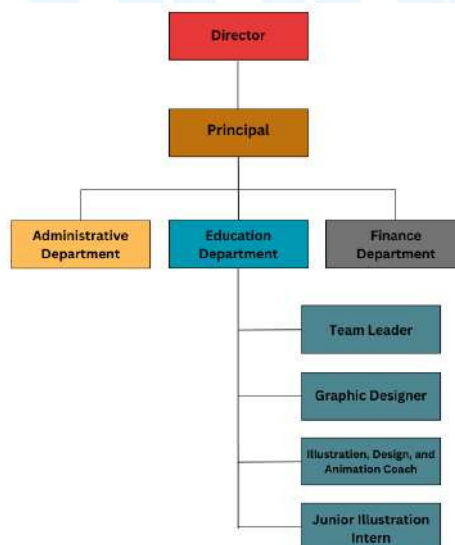 Director
Principal
Administrative
Department
Education
Department
Finance
Department
Team Leader
Graphic Designer
Illustration, Design, and
Animation Coach
Junior Illustration
Intern